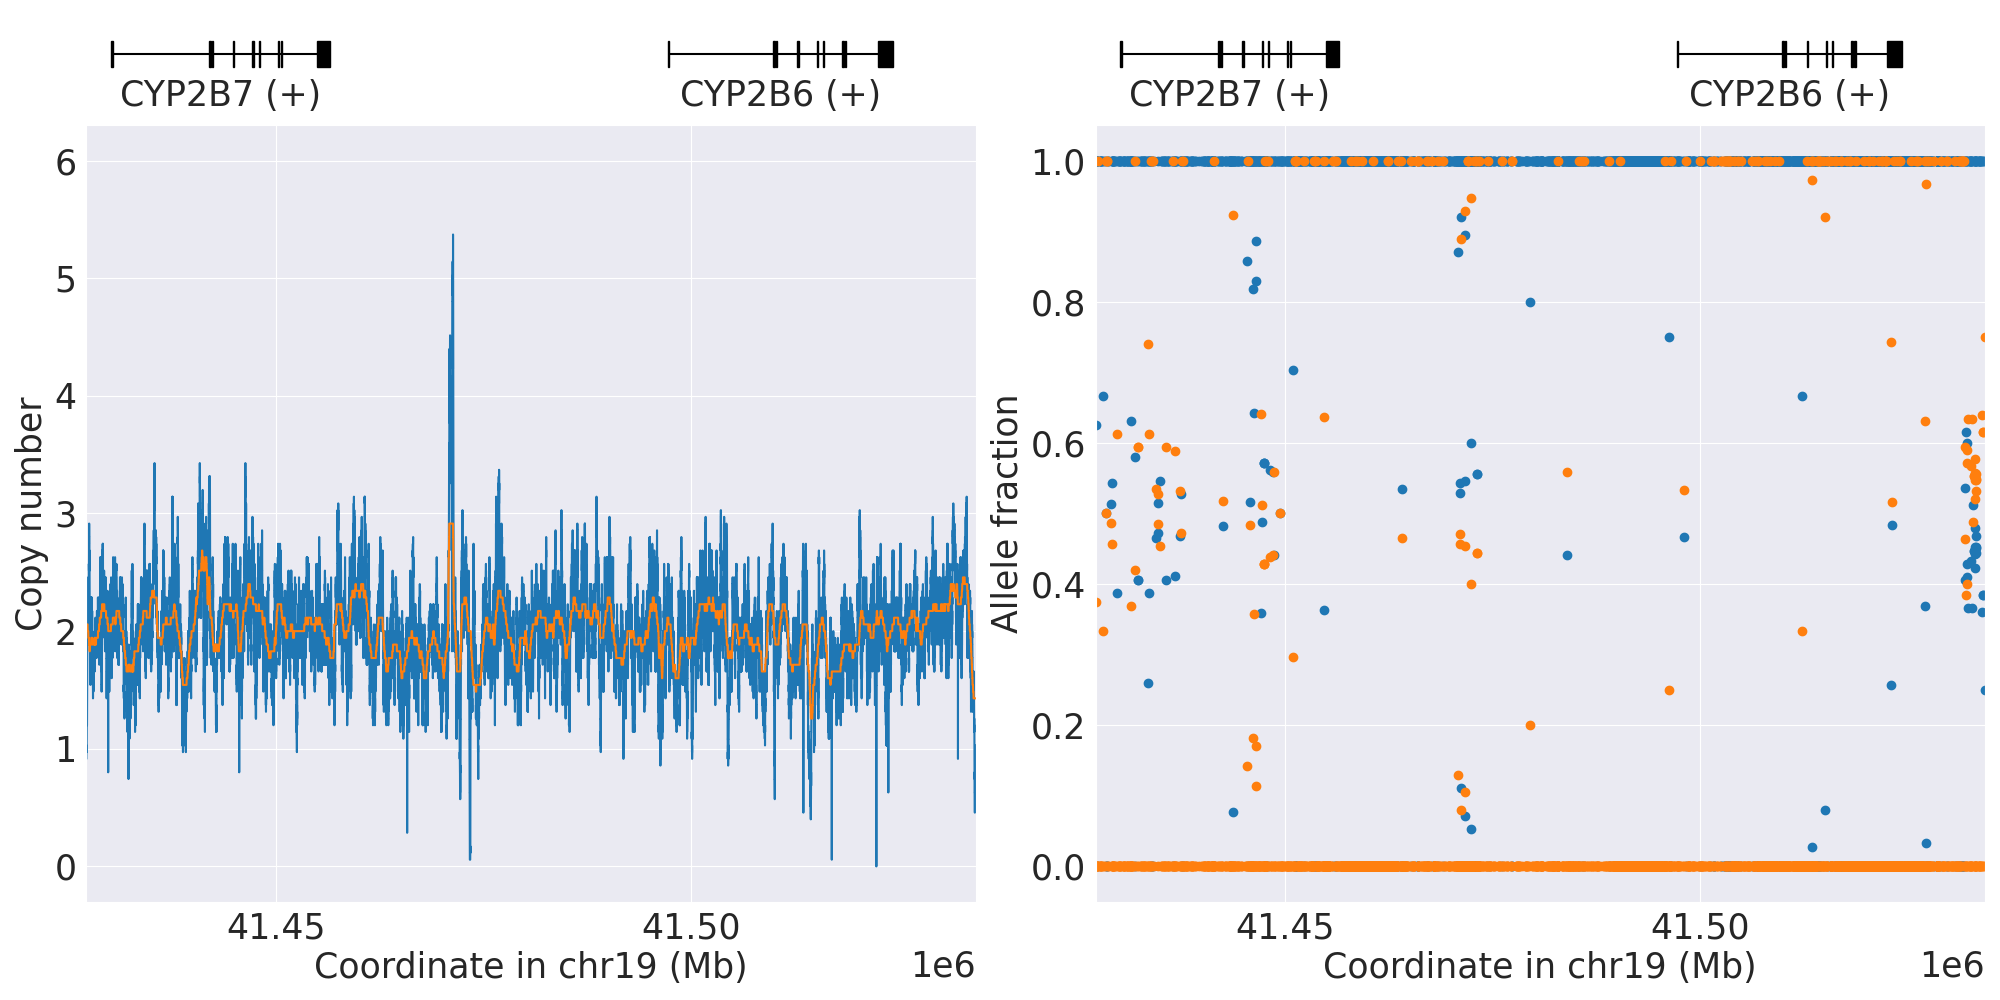 CYP2B7 (+)
CYP2B6 (+)
Copy number
6
5
4
3
2
1
0
41.45
41.50
Coordinate in chr19 (Mb)
1e6
CYP2B7 (+)
CYP2B6 (+)
Allele fraction
1.0
0.8
0.6
0.4
0.2
0.0
41.45
41.50
Coordinate in chr19 (Mb)
1e6